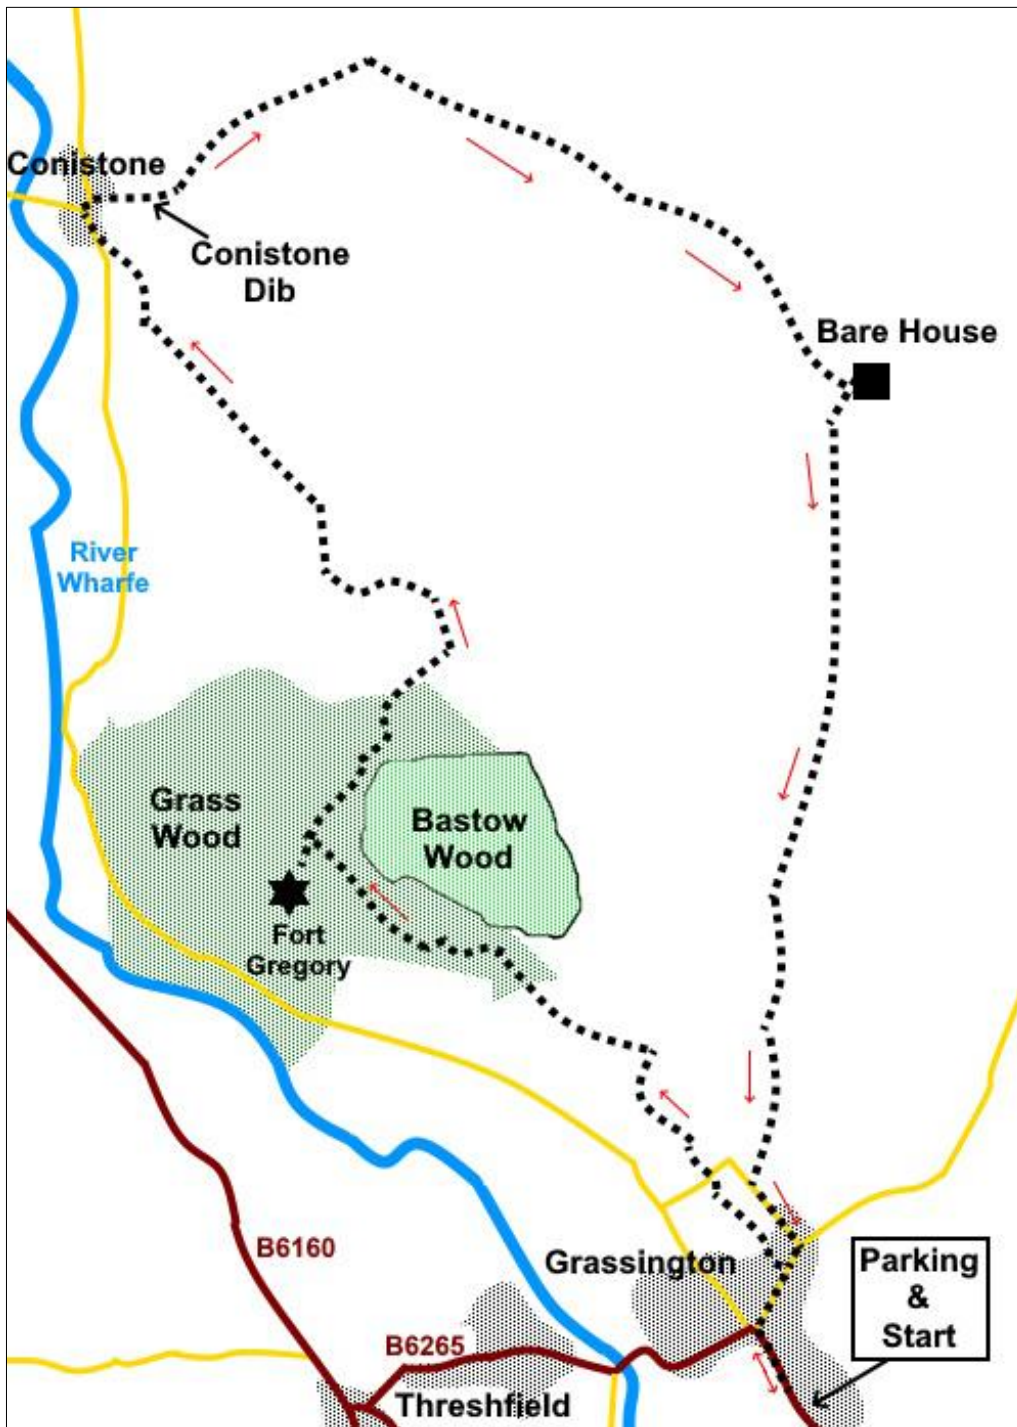 Conistone
Conistone
Dib
Bare House
River
Wharfe
Grass
Wood
Bastow
Wood
Fort
Gregory
B6160
Grassington
Parking
&
Start
B6265
Threshfield